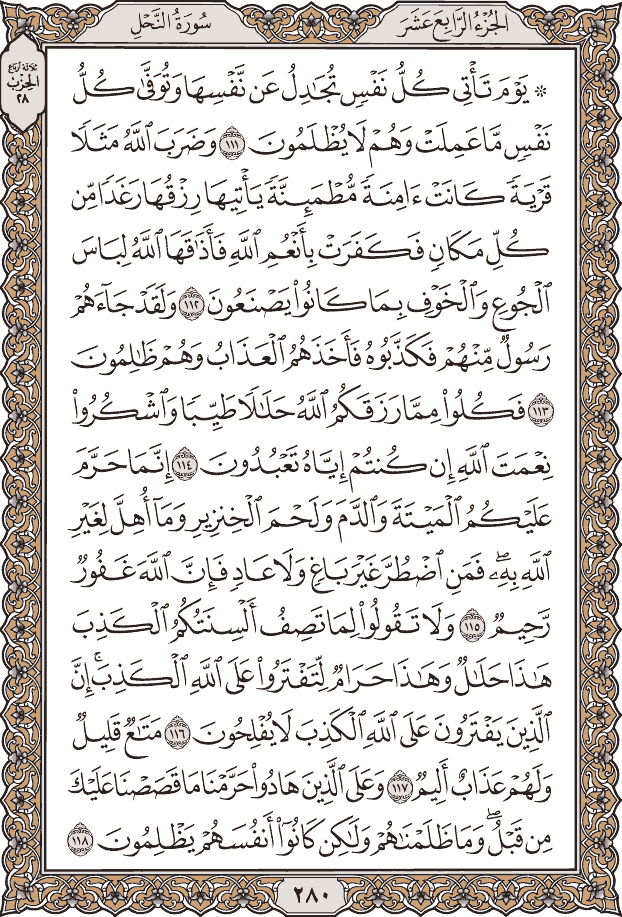 الجُزْءُ الرَّابِعَ عَشَرَ
سُورَةُ النَّحْلِ
ثلاثة أرباع
الحِزْبُ
٢٨
۞ يَوْمَ تَأْتِى كُلُّ نَفْسٍ تُجَٰدِلُ عَن نَّفْسِهَا وَتُوَفَّىٰ كُلُّ
نَفْسٍ مَّا عَمِلَتْ وَهُمْ لَا يُظْلَمُونَ ١١١ وَضَرَبَ ٱللَّهُ مَثَلًا
قَرْيَةً كَانَتْ ءَامِنَةً مُّطْمَئِنَّةً يَأْتِيهَا رِزْقُهَا رَغَدًا مِّن
كُلِّ مَكَانٍ فَكَفَرَتْ بِأَنْعُمِ ٱللَّهِ فَأَذَٰقَهَا ٱللَّهُ لِبَاسَ
ٱلْجُوعِ وَٱلْخَوْفِ بِمَا كَانُوا۟ يَصْنَعُونَ ١١٢ وَلَقَدْ جَآءَهُمْ
رَسُولٌ مِّنْهُمْ فَكَذَّبُوهُ فَأَخَذَهُمُ ٱلْعَذَابُ وَهُمْ ظَٰلِمُونَ
١١٣ فَكُلُوا۟ مِمَّا رَزَقَكُمُ ٱللَّهُ حَلَٰلًا طَيِّبًا وَٱشْكُرُوا۟
نِعْمَتَ ٱللَّهِ إِن كُنتُمْ إِيَّاهُ تَعْبُدُونَ ١١٤ إِنَّمَا حَرَّمَ
عَلَيْكُمُ ٱلْمَيْتَةَ وَٱلدَّمَ وَلَحْمَ ٱلْخِنزِيرِ وَمَآ أُهِلَّ لِغَيْرِ
ٱللَّهِ بِهِۦۖ فَمَنِ ٱضْطُرَّ غَيْرَ بَاغٍ وَلَا عَادٍ فَإِنَّ ٱللَّهَ غَفُورٌ
رَّحِيمٌ ١١٥ وَلَا تَقُولُوا۟ لِمَا تَصِفُ أَلْسِنَتُكُمُ ٱلْكَذِبَ
هَٰذَا حَلَٰلٌ وَهَٰذَا حَرَامٌ لِّتَفْتَرُوا۟ عَلَى ٱللَّهِ ٱلْكَذِبَۚ إِنَّ
ٱلَّذِينَ يَفْتَرُونَ عَلَى ٱللَّهِ ٱلْكَذِبَ لَا يُفْلِحُونَ ١١٦ مَتَٰعٌ قَلِيلٌ
وَلَهُمْ عَذَابٌ أَلِيمٌ ١١٧ وَعَلَى ٱلَّذِينَ هَادُوا۟ حَرَّمْنَا مَا قَصَصْنَا عَلَيْكَ
مِن قَبْلُۖ وَمَا ظَلَمْنَٰهُمْ وَلَٰكِن كَانُوٓا۟ أَنفُسَهُمْ يَظْلِمُونَ ١١٨
٢٨٠